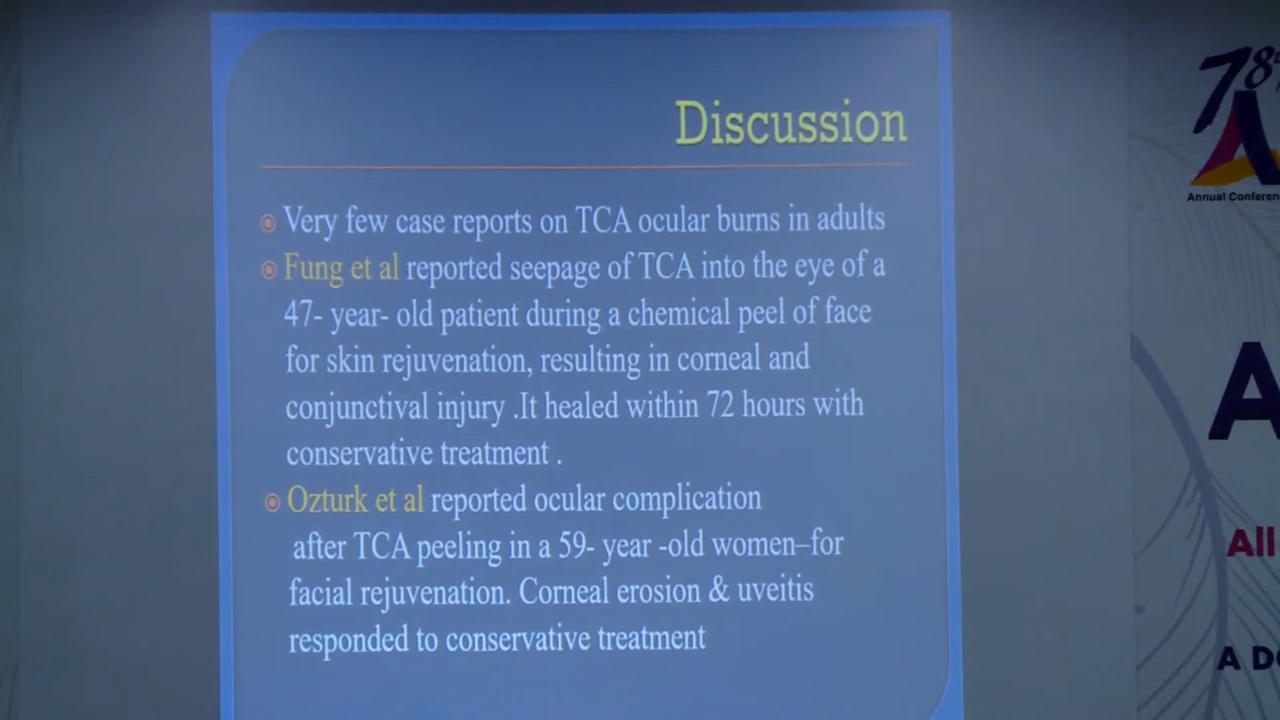 Discussion
Very few case reports on TCA ocular burns in adults
Fung et al reported seepage of TCA into the eye of a
47- year- old patient during a chemical peel of face
for skin rejuvenation, resulting in corneal and
conjunctival injury .It healed within 72 hours with
conservative treatment .
Ozturk et al reported ocular complication
after TCA peeling in a 59- year -old women–for
facial rejuvenation. Corneal erosion & uveitis
responded to conservative treatment
78
Annual
A
All
A